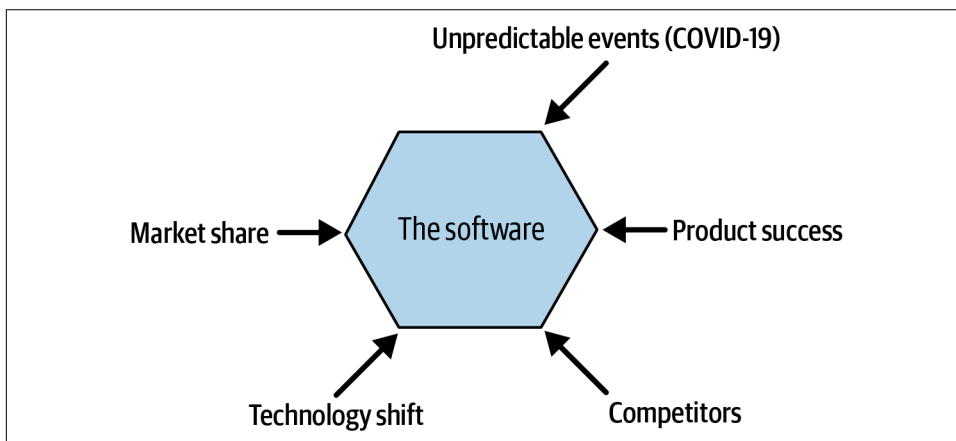 Unpredictable events (COVID-19)
Market share
The software
Product success
Technology shift
Competitors